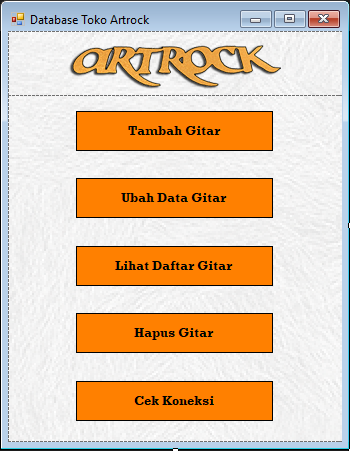 Database Toko Artrock
ARTROCK
Tambah Gitar
Ubah Data Gitar
Lihat Daftar Gitar
Hapus Gitar
Cek Koneksi